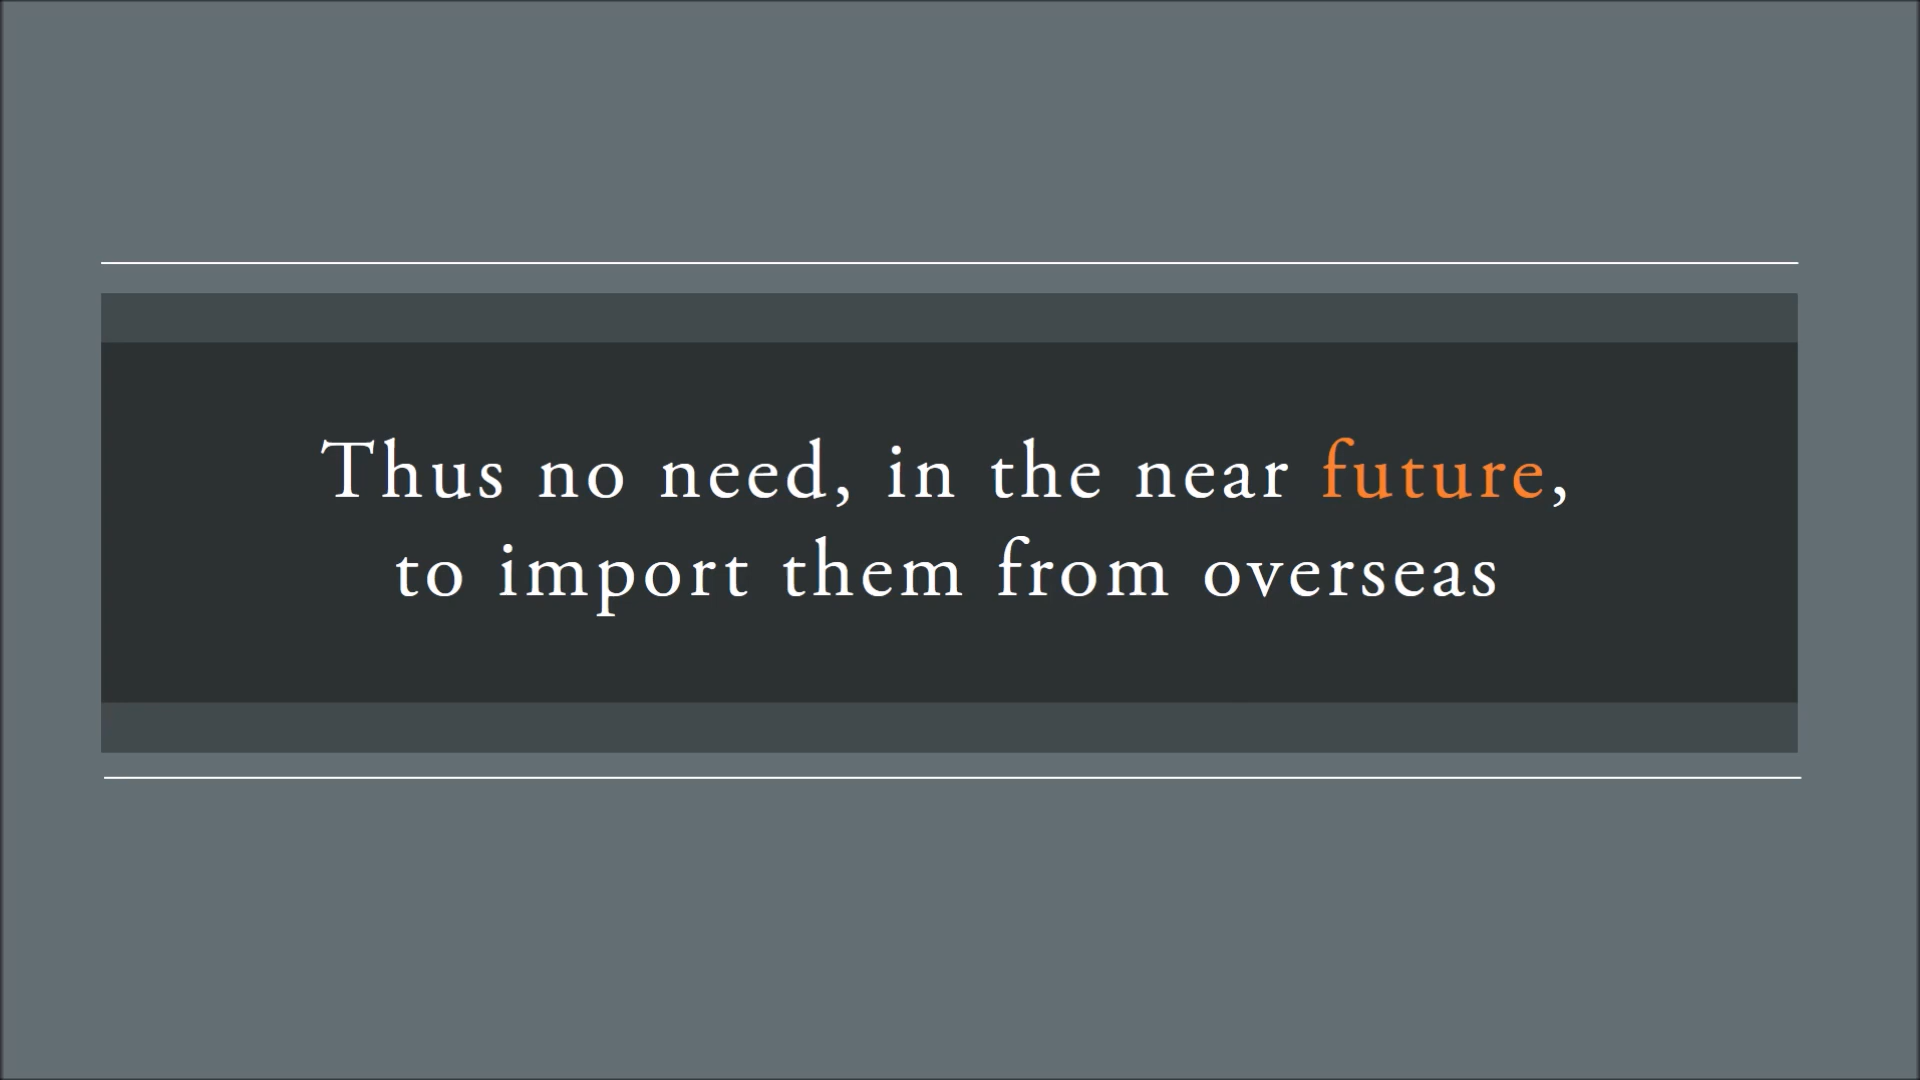 Thus no need, in the near future,
to import them from overseas